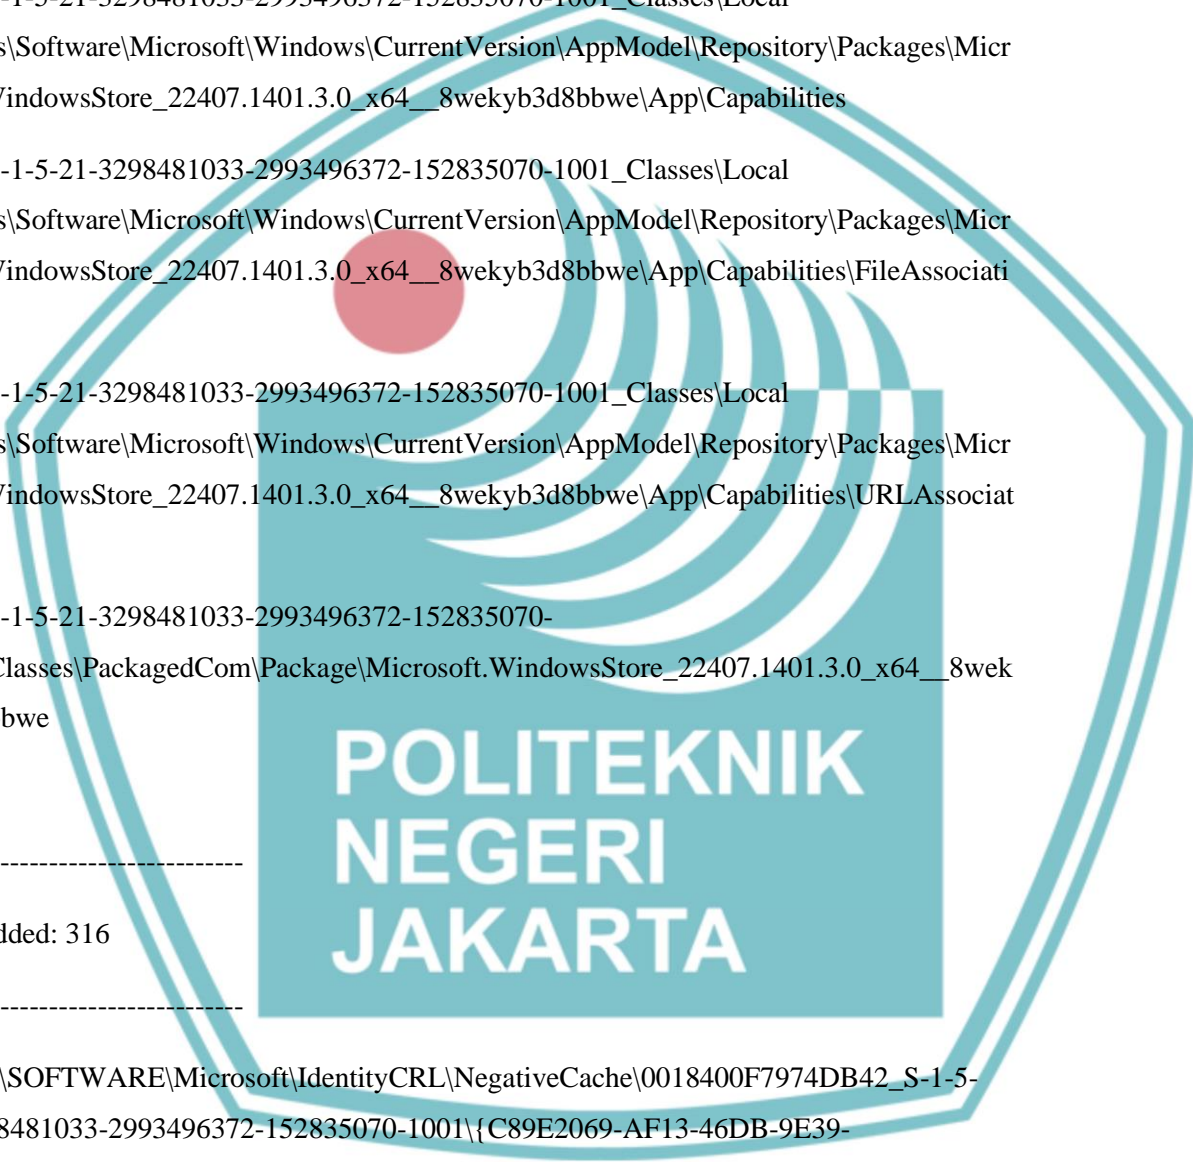 -1-5-21-3298481033-2993496372-152835070-1001_Classes\Local
s\Software\Microsoft\Windows\CurrentVersion\AppModel\Repository\Packages\Micr
WindowsStore_22407.1401.3.0_x64__8wekyb3d8bbwe\App\Capabilities
-1-5-21-3298481033-2993496372-152835070-1001_Classes\Local
s\Software\Microsoft\Windows\CurrentVersion\AppModel\Repository\Packages\Micr
WindowsStore_22407.1401.3.0_x64__8wekyb3d8bbwe\App\Capabilities\FileAssociati
-1-5-21-3298481033-2993496372-152835070-1001_Classes\Local
s\Software\Microsoft\Windows\CurrentVersion\AppModel\Repository\Packages\Micr
WindowsStore_22407.1401.3.0_x64__8wekyb3d8bbwe\App\Capabilities\URLAssociat
-1-5-21-3298481033-2993496372-152835070-
Classes\PackagedCom\Package\Microsoft.WindowsStore_22407.1401.3.0_x64__8wek
bwe
POLITEKNIK
NEGERI
JAKARTA
-------------------------
dded: 316
-------------------------
\SOFTWARE\Microsoft\IdentityCRL\NegativeCache\0018400F7974DB42_S-1-5-
8481033-2993496372-152835070-1001\{C89E2069-AF13-46DB-9E39-